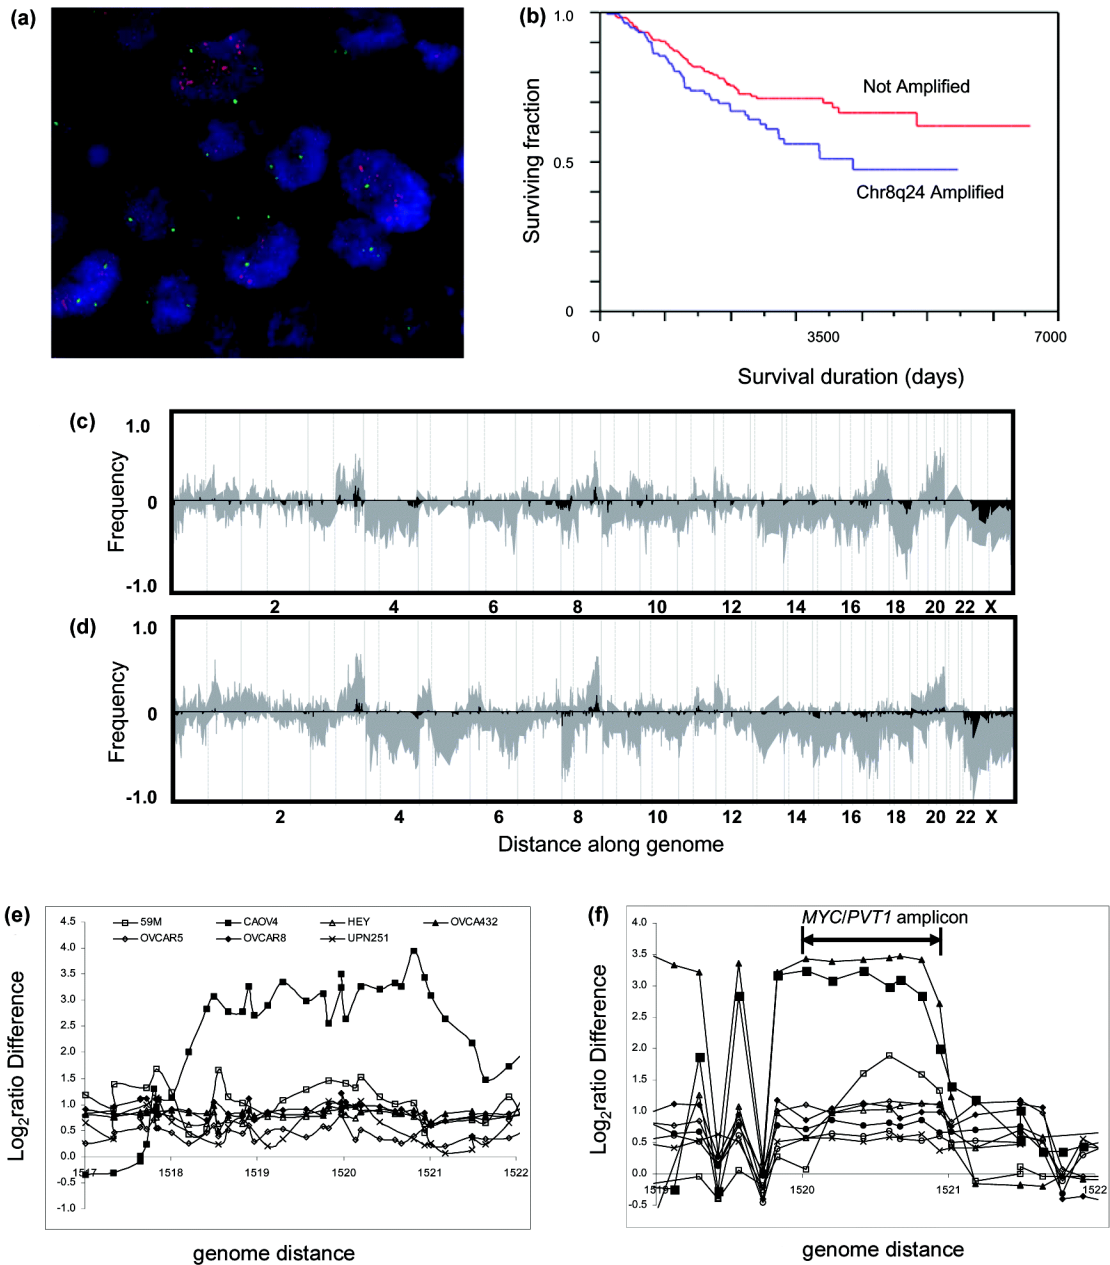 (a)
(b)
1.0
0.5
0
Surviving fraction
Not Amplified
Chr8q24 Amplified
0 3500 7000
Survival duration (days)
(c)
1.0
0
-1.0
Frequency
2 4 6 8 10 12 14 16 18 20 22 X
(d)
1.0
0
-1.0
Frequency
2 4 6 8 10 12 14 16 18 20 22 X
Distance along genome
(e)
59M CAOV4 HEY OVCA432
OVCAR5 OVCAR8 UPN251
4.5
4.0
3.5
3.0
2.5
2.0
1.5
1.0
0.5
0.0
-0.5
-1.0
Log2ratio Difference
1517 1518 1519 1520 1521 1522
genome distance
(f)
MYC/PVT1 amplicon
4.0
3.5
3.0
2.5
2.0
1.5
1.0
0.5
0.0
-0.5
Log2ratio Difference
1519 1520 1521 1522
genome distance